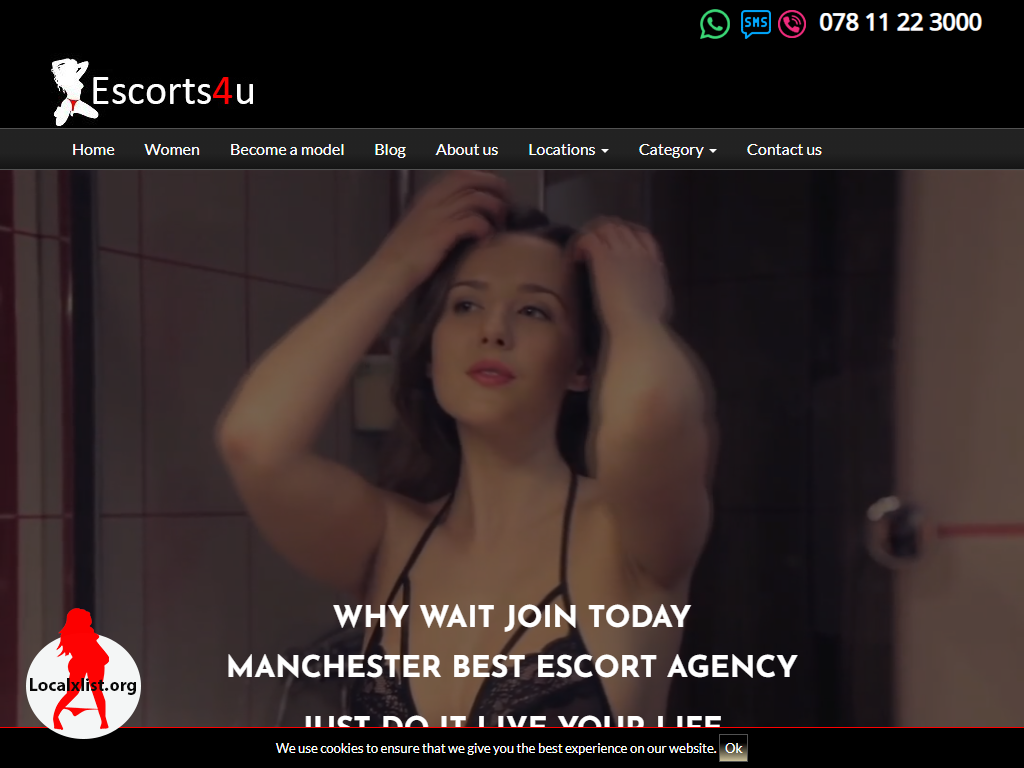 078 11 22 3000
Escorts4u
Home Women Become a model Blog About us Locations Category Contact us
WHY WAIT JOIN TODAY
MANCHESTER BEST ESCORT AGENCY
JUST DO IT LIVE YOUR LIFE
Localxlist.org
We use cookies to ensure that we give you the best experience on our website. Ok